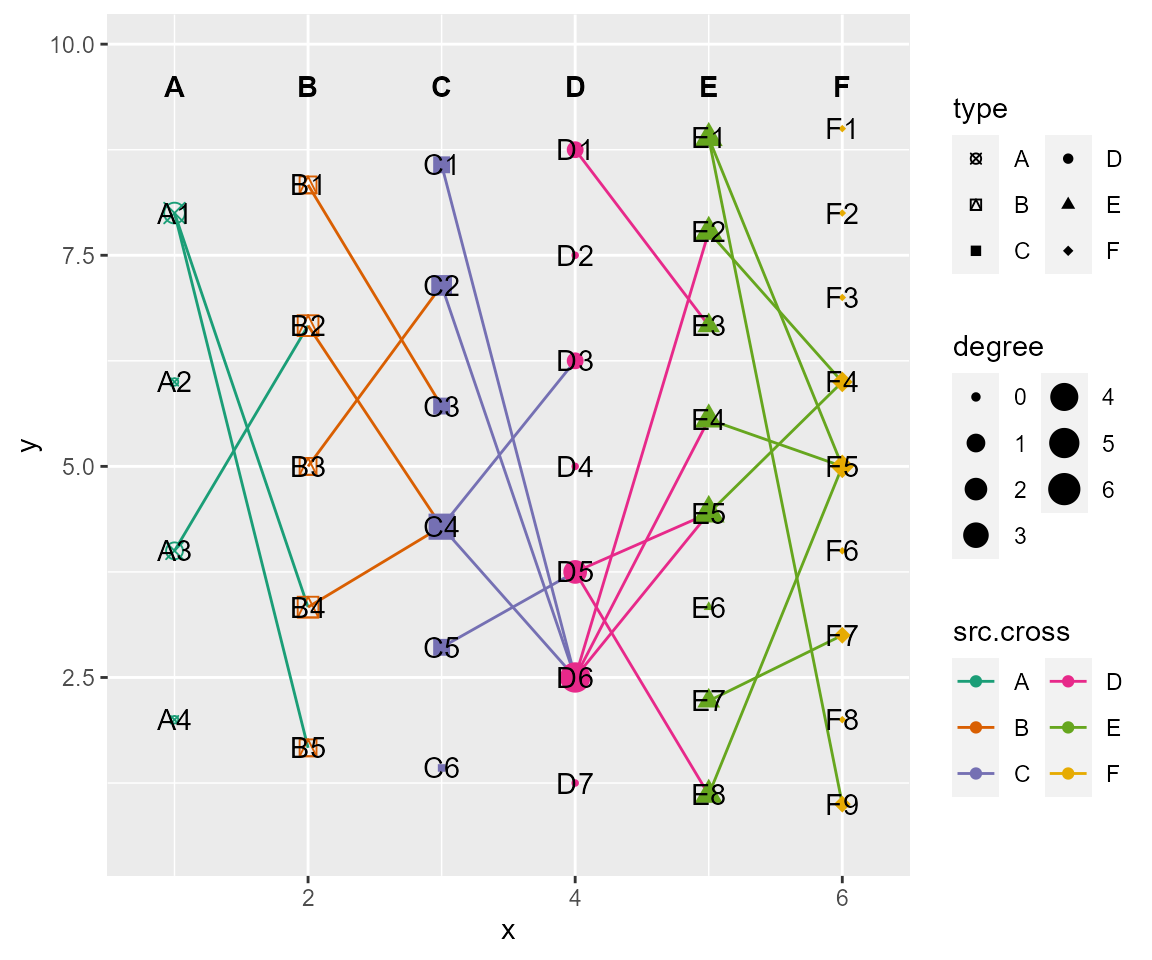 10.0
7.5
5.0
2.5
y
A B C D E F
A1
A2
A3
A4
B1
B2
B3
B4
B5
C1
C2
C3
C4
C5
C6
D1
D2
D3
D4
D5
D6
D7
E1
E2
E3
E4
E5
E6
E7
E8
F1
F2
F3
F4
F5
F6
F7
F8
F9
2 4 6
x
type
A D
B E
C F
degree
0 4
1 5
2 6
3
src.cross
A D
B E
C F